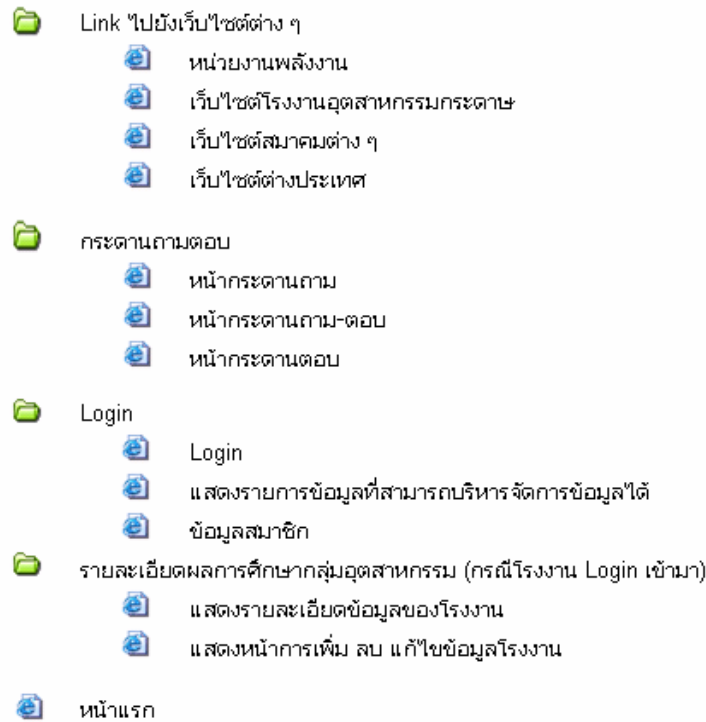 Link ไปยังเว็บไซต์ต่าง ๆ
หน่วยงานพลังงาน
เว็บไซต์โรงงานอุตสาหกรรมกระดาษ
เว็บไซต์สมาคมต่าง ๆ
เว็บไซต์ต่างประเทศ
กระดานถามตอบ
หน้ากระดานถาม
หน้ากระดานถาม-ตอบ
หน้ากระดานตอบ
Login
Login
แสดงรายการข้อมูลที่สามารถบริหารจัดการข้อมูลได้
ข้อมูลสมาชิก
รายละเอียดผลการศึกษากลุ่มอุตสาหกรรม (กรณีโรงงาน Login เข้ามา)
แสดงรายละเอียดข้อมูลของโรงงาน
แสดงหน้าการเพิ่ม ลบ แก้ไขข้อมูลโรงงาน
หน้าแรก